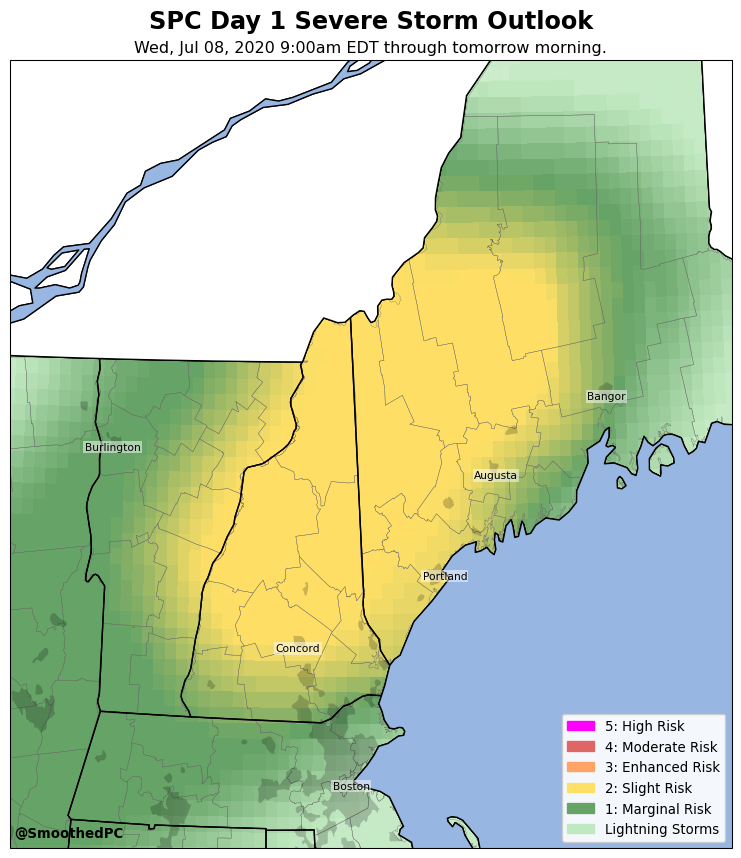 SPC Day 1 Severe Storm Outlook
Wed, Jul 08, 2020 9:00am EDT through tomorrow morning.
Bangor
Burlington
Augusta
Portland
Concord
Boston
5: High Risk
4: Moderate Risk
3: Enhanced Risk
2: Slight Risk
1: Marginal Risk
Lightning Storms
@SmoothedPC